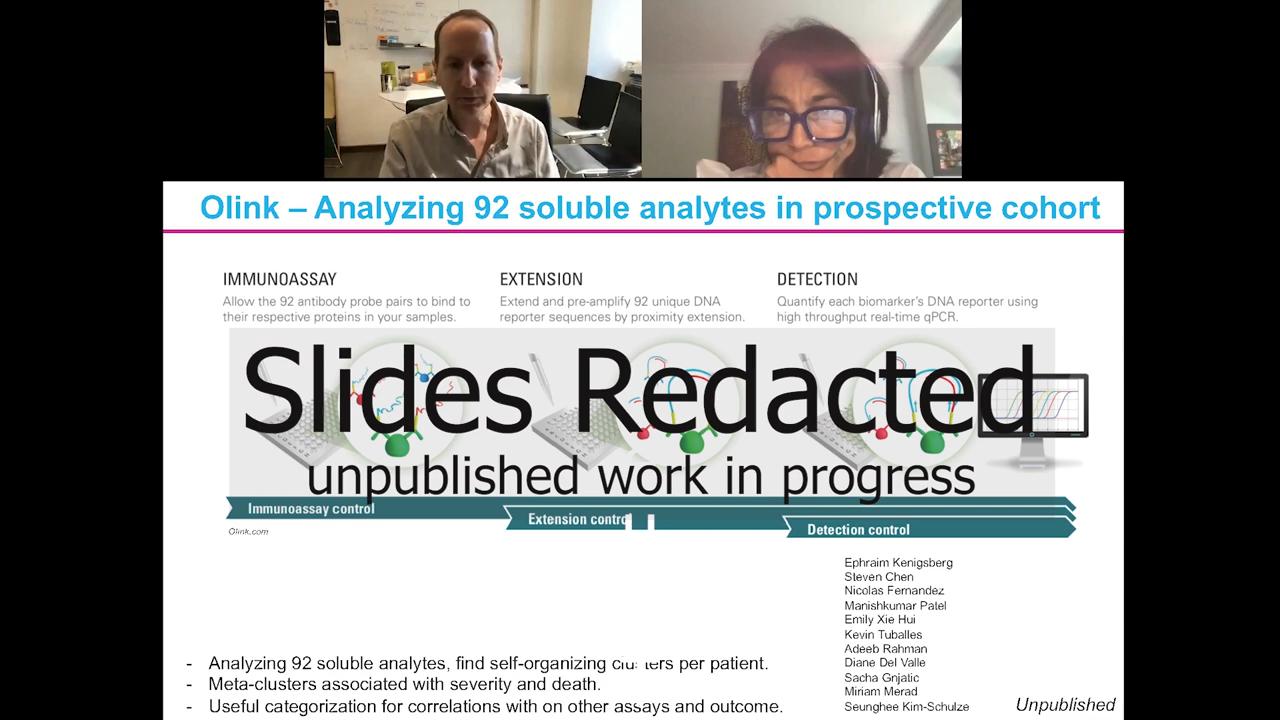 Olink – Analyzing 92 soluble analytes in prospective cohort
IMMUNOASSAY
Allow the 92 antibody probe pairs to bind to
their respective proteins in your samples.
EXTENSION
Extend and pre-amplify 92 unique DNA
reporter sequences by proximity extension.
DETECTION
Quantify each biomarker's DNA reporter using
high throughput real-time qPCR.
Slides Redacted
unpublished work in progress
Immunoassay control
Extension control
Detection control
Olink.com
Ephraim Kenigsberg
Steven Chen
Nicolas Fernandez
Manishkumar Patel
Emily Xie Hui
Kevin Tuballes
Adeeb Rahman
Diane Del Valle
Sacha Gnjatic
Miriam Merad
Seunghee Kim-Schulze
- Analyzing 92 soluble analytes, find self-organizing clusters per patient.
- Meta-clusters associated with severity and death.
- Useful categorization for correlations with on other assays and outcome.
Unpublished